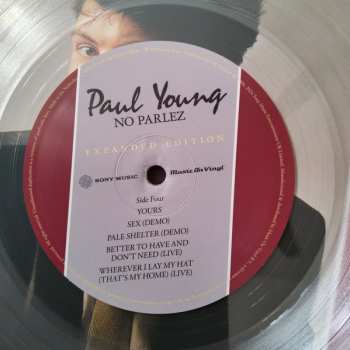 Paul Young
NO PARLEZ
EXPANDED EDITION
SONY MUSIC Music On Vinyl
Side Four
YOURS
SEX (DEMO)
PALE SHELTER (DEMO)
BETTER TO HAVE AND
DON'T NEED (LIVE)
WHEREVER I LAY MY HAT
(THAT'S MY HOME) (LIVE)